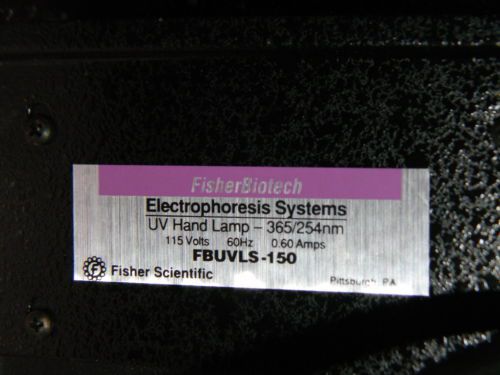 FisherBiotech
Electrophoresis Systems
UV Hand Lamp - 365/254nm
115 Volts 60Hz 0.60 Amps
FBUVLS-150
F Fisher Scientific
Pittsburgh, PA